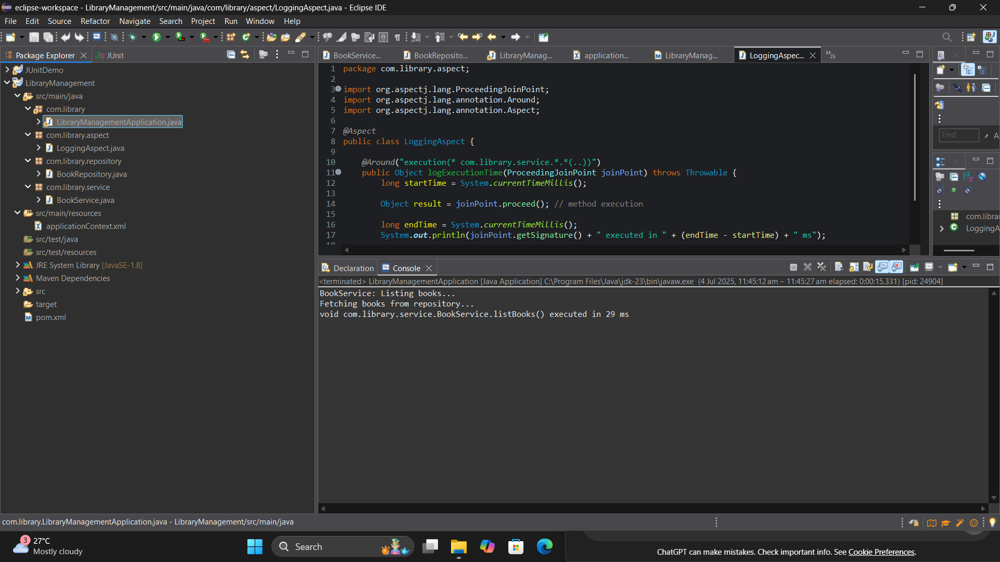 eclipse-workspace - LibraryManagement/src/main/java/com/library/aspect/LoggingAspect.java - Eclipse IDE
File Edit Source Refactor Navigate Search Project Run Window Help
Package Explorer
JUnit
JUnitDemo
LibraryManagement
src/main/java
com.library
LibraryManagementApplication.java
com.library.aspect
LoggingAspect.java
com.library.repository
BookRepository.java
com.library.service
BookService.java
src/main/resources
applicationContext.xml
src/test/java
src/test/resources
JRE System Library [JavaSE-1.8]
Maven Dependencies
src
target
pom.xml
BookService... BookReposito... LibraryManag... application... LibraryManag... LoggingAspec... 25
1 package com.library.aspect;
2
3 import org.aspectj.lang.ProceedingJoinPoint;
4 import org.aspectj.lang.annotation.Around;
5 import org.aspectj.lang.annotation.Aspect;
6
7 @Aspect
8 public class LoggingAspect {
9
10 @Around("execution(* com.library.service.*.*(..))")
11 public Object logExecutionTime(ProceedingJoinPoint joinPoint) throws Throwable {
12 long startTime = System.currentTimeMillis();
13
14 Object result = joinPoint.proceed(); // method execution
15
16 long endTime = System.currentTimeMillis();
17 System.out.println(joinPoint.getSignature() + " executed in " + (endTime - startTime) + " ms");
Find
A
com.librar
LoggingA
Declaration
Console
<terminated> LibraryManagementApplication [Java Application] C:\Program Files\Java\jdk-23\bin\javaw.exe (4 Jul 2025, 11:45:12 am – 11:45:27 am elapsed: 0:00:15.331) [pid: 24904]
BookService: Listing books...
Fetching books from repository...
void com.library.service.BookService.listBooks() executed in 29 ms
com.library.LibraryManagementApplication.java - LibraryManagement/src/main/java
3
27°C
Mostly cloudy
Search
ChatGPT can make mistakes. Check important info. See Cookie Preferences.